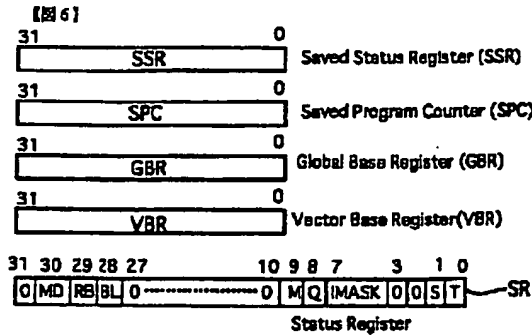 【図6】
31 0
SSR Saved Status Register (SSR)
31 0
SPC Saved Program Counter (SPC)
31 0
GBR Global Base Register (GBR)
31 0
VBR Vector Base Register(VBR)
31 30 29 28 27 10 9 8 7 3 1 0
0 MD RB BL 0 0 M Q IMASK 0 0 S T SR
Status Register